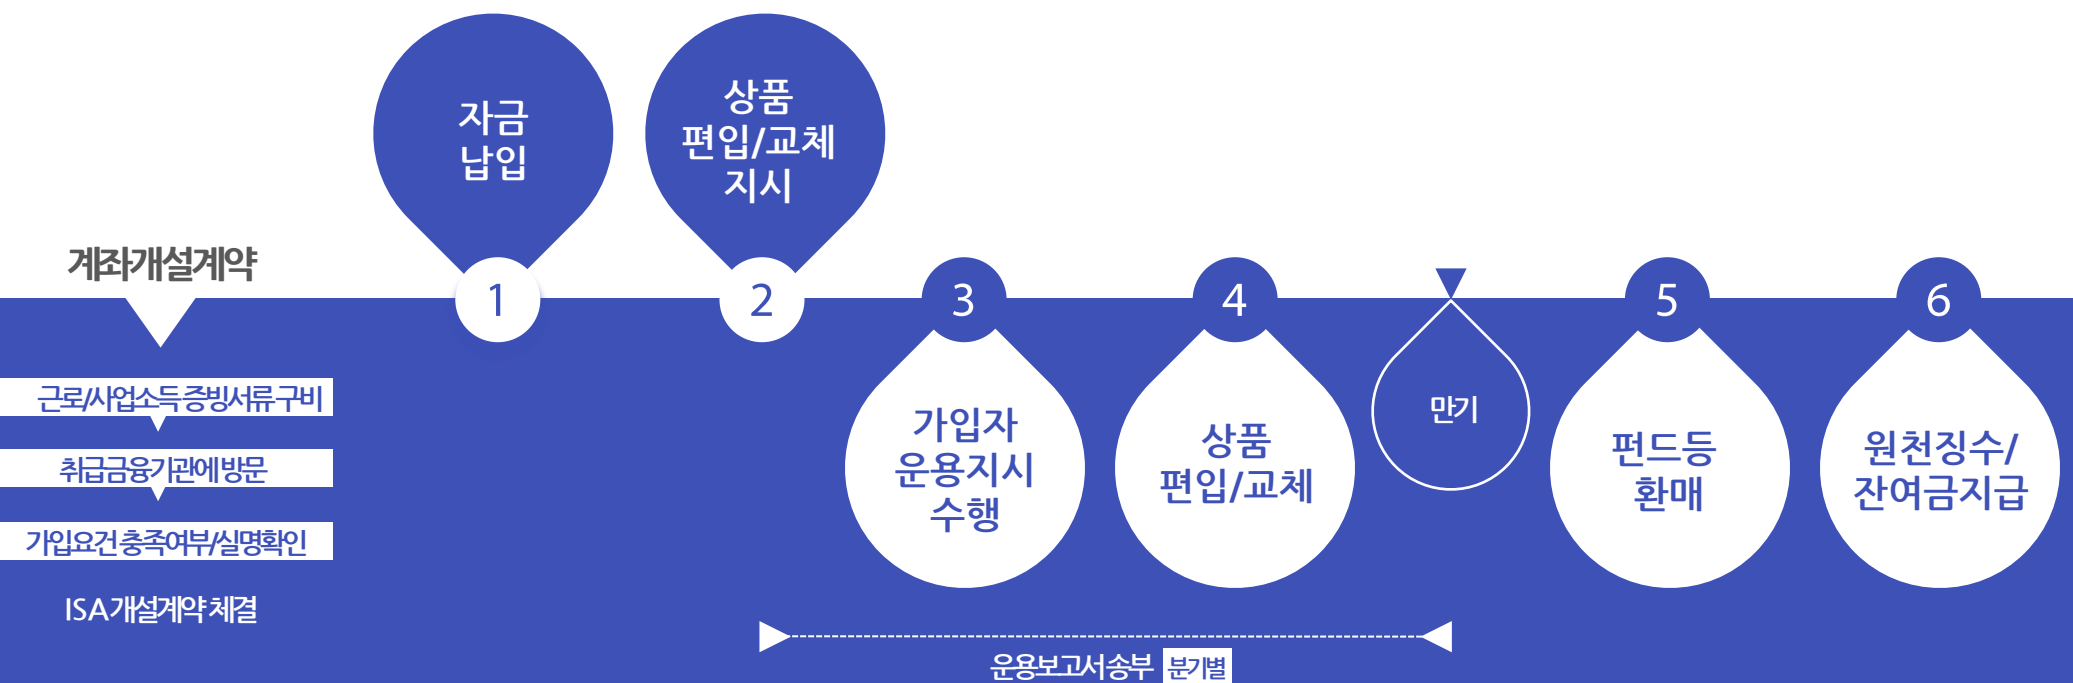 계좌개설계약
근로/사업소득 증빙서류 구비
취급금융기관에 방문
가입요건 충족여부/실명확인
ISA 개설계약 체결
자금
납입
1
상품
편입/교체
지시
2
3
가입자
운용지시
수행
4
상품
편입/교체
만기
5
펀드등
환매
6
원천징수/
잔여금지급
운용보고서 송부 분기별